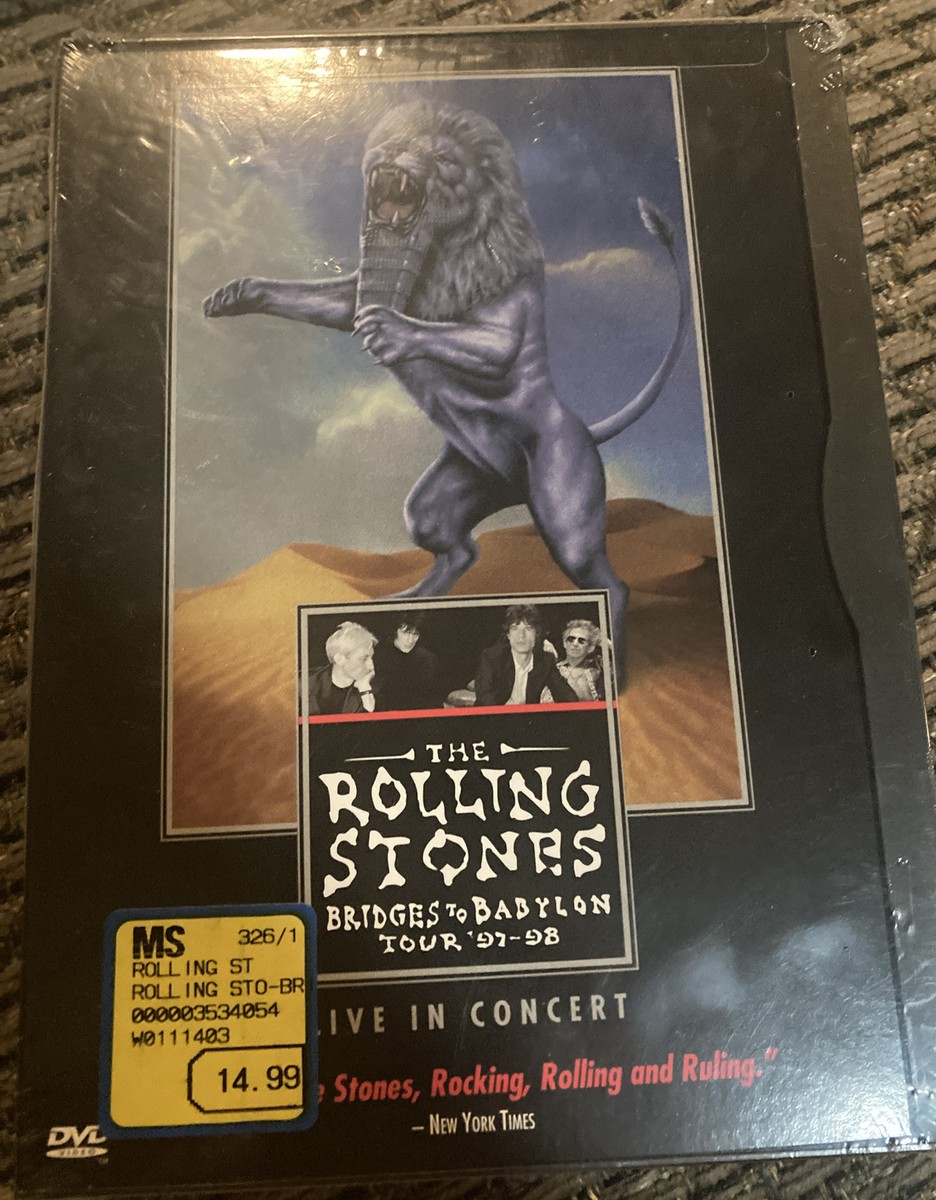 THE
ROLLING
STONES
BRIDGES TO BABYLON
TOUR '97-98
LIVE IN CONCERT
Stones, Rocking, Rolling and Ruling."
– NEW YORK TIMES
MS 326/1
ROLLING ST
ROLLING STO-BR
000003534054
W0111403
14.99
DVD
VIDEO